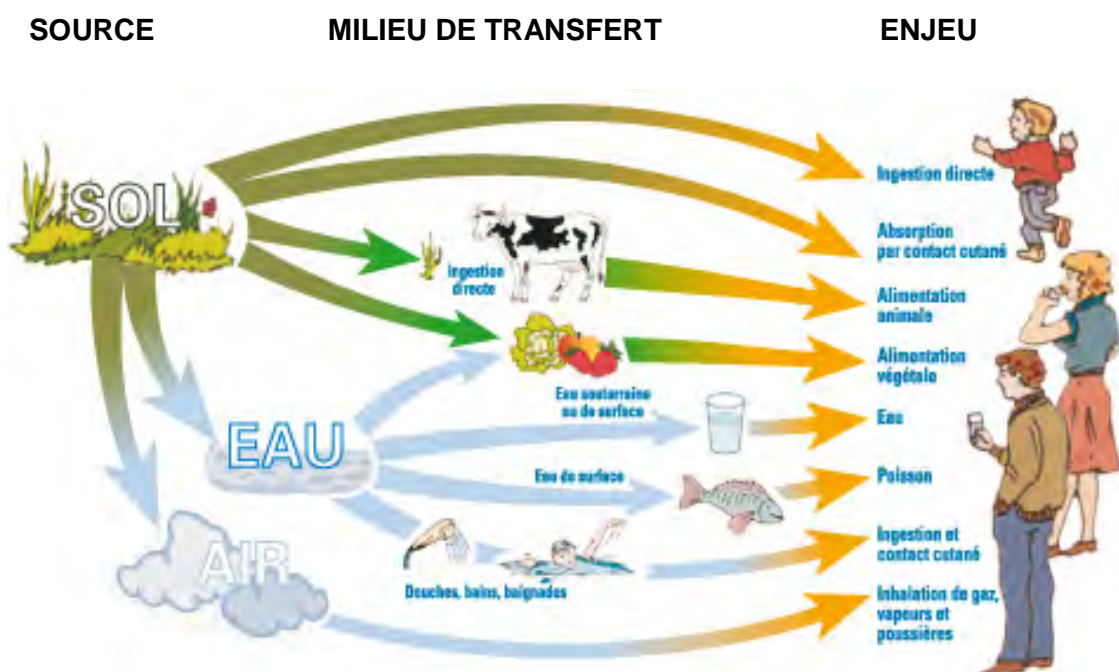 SOURCE MILIEU DE TRANSFERT ENJEU
SOL
Ingestion directe
Absorption
par contact cutané
Ingestion
directe
Alimentation
animale
Alimentation
végétale
Eau souterraine
ou de surface
Eau
EAU
Eau de surface
Poisson
Ingestion et
contact cutané
AIR
Douches, bains, baignades
Inhalation de gaz,
vapeurs et
poussières